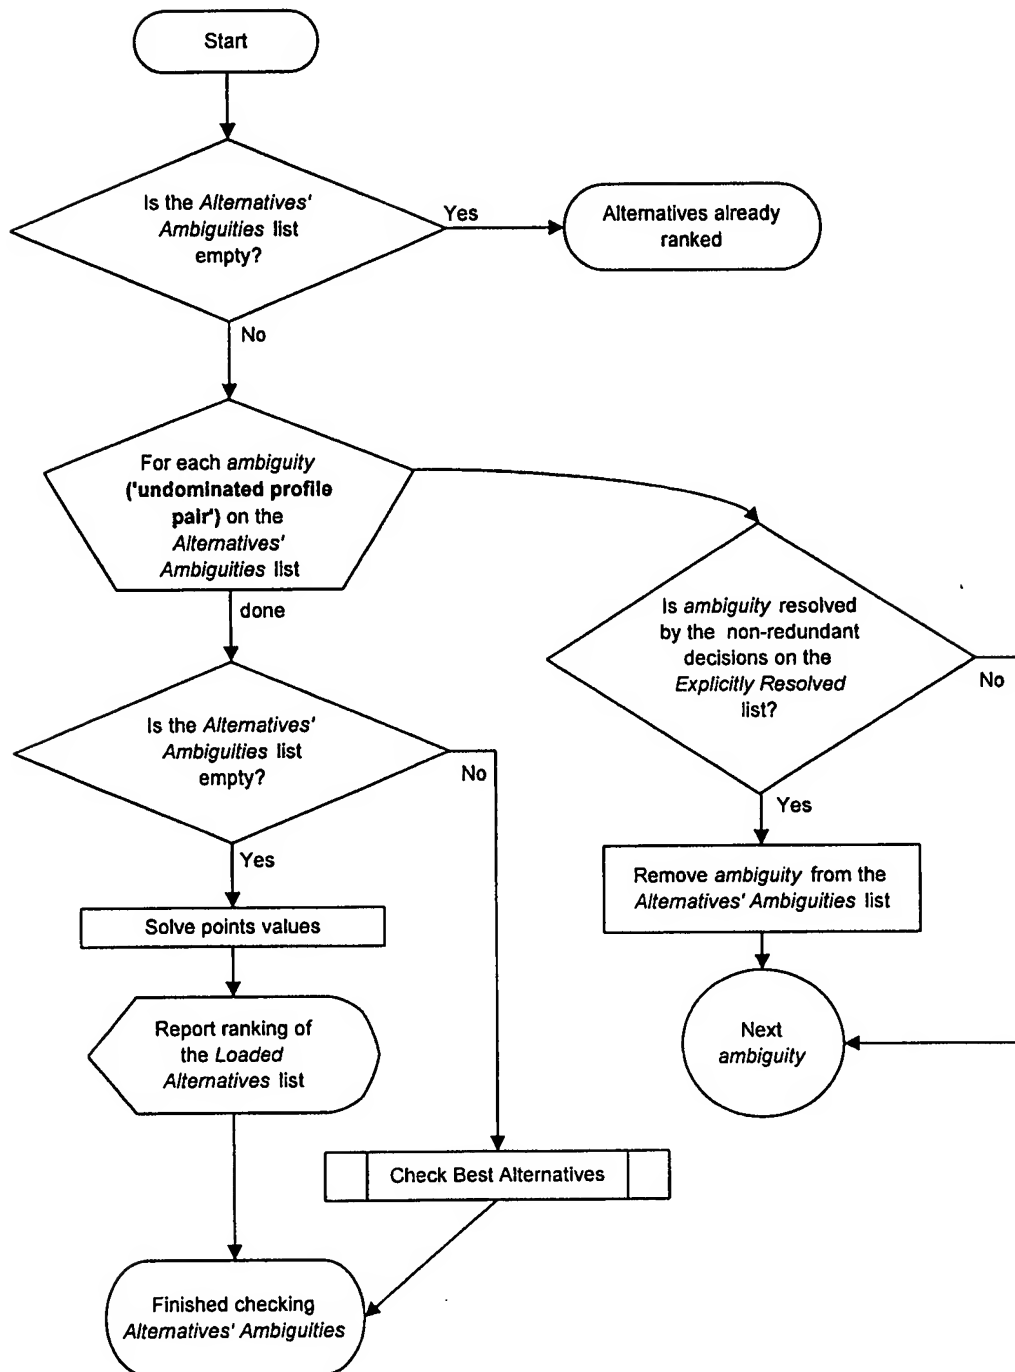 Start
Is the Alternatives'
Ambiguities list
empty?
Yes
Alternatives already
ranked
No
For each ambiguity
('undominated profile
pair') on the
Alternatives'
Ambiguities list
done
Is ambiguity resolved
by the non-redundant
decisions on the
Explicitly Resolved
list?
No
Yes
Remove ambiguity from the
Alternatives' Ambiguities list
Next
ambiguity
Is the Alternatives'
Ambiguities list
empty?
No
Yes
Solve points values
Report ranking of
the Loaded
Alternatives list
Check Best Alternatives
Finished checking
Alternatives' Ambiguities